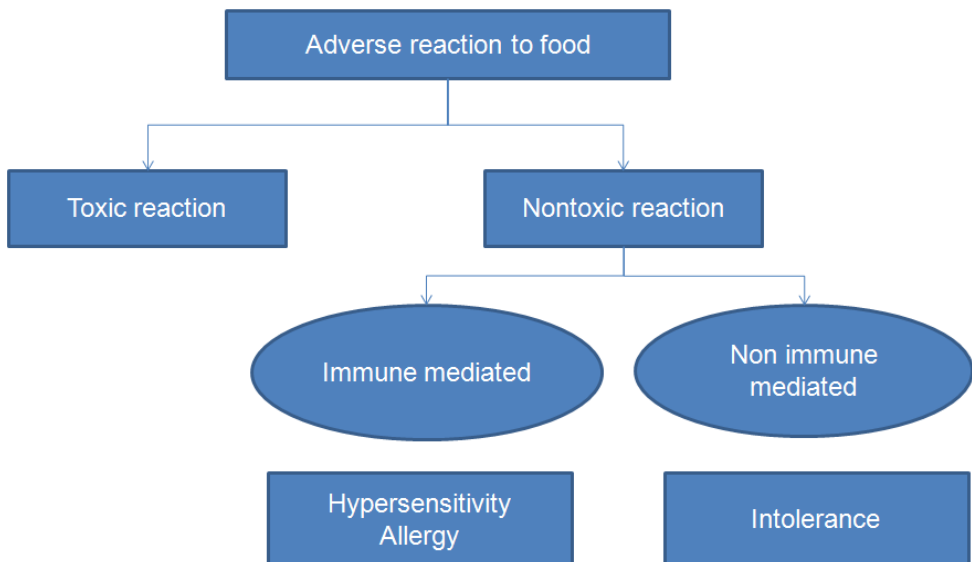 Adverse reaction to food
Toxic reaction
Nontoxic reaction
Immune mediated
Non immune
mediated
Hypersensitivity
Allergy
Intolerance